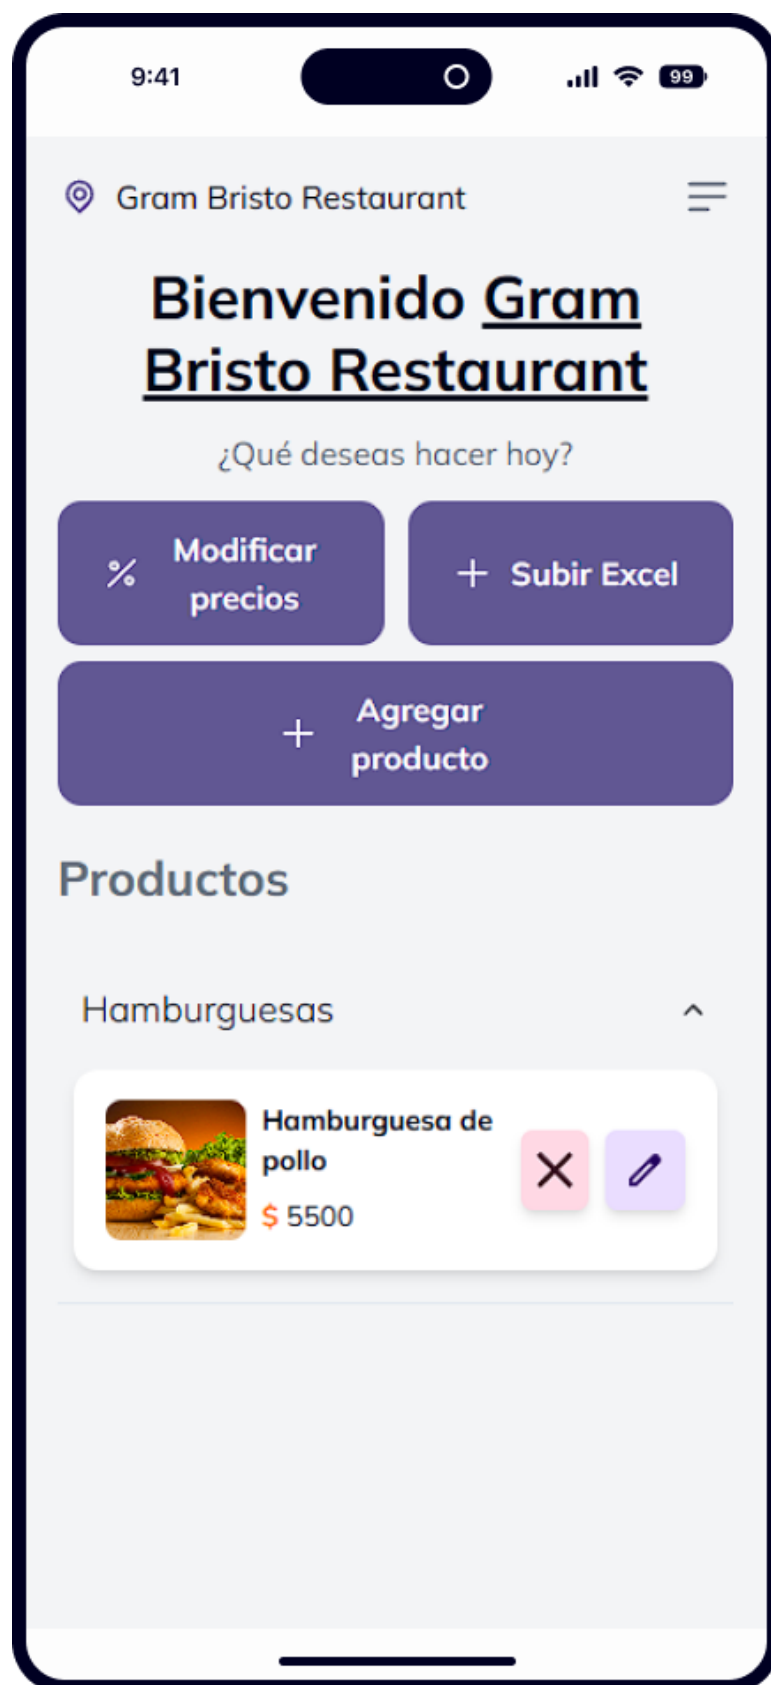 9:41
99
Gram Bristo Restaurant
Bienvenido Gram
Bristo Restaurant
¿Qué deseas hacer hoy?
% Modificar
precios
+ Subir Excel
+ Agregar
producto
Productos
Hamburguesas
Hamburguesa de
pollo
$ 5500